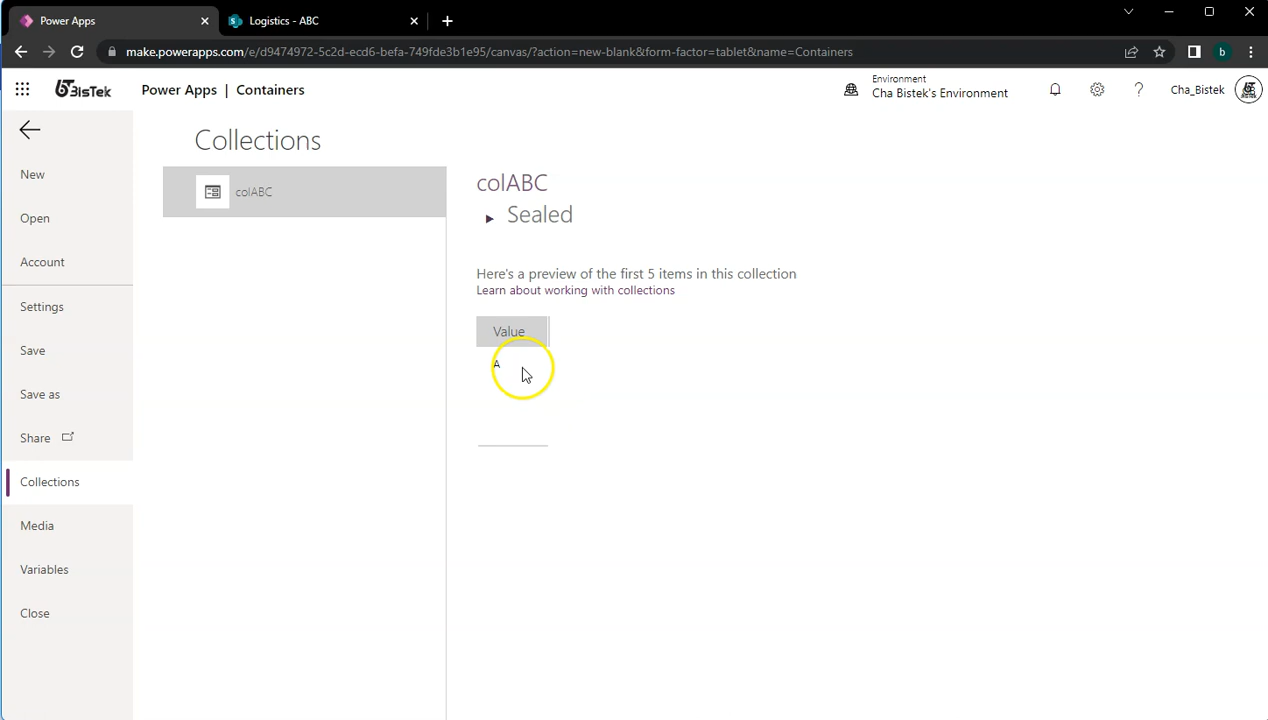 Power Apps
Logistics - ABC
make.powerapps.com/e/d9474972-5c2d-ecd6-befa-749fde3b1e95/canvas/?action=new-blank&form-factor=tablet&name=Containers
b
BisTek
Power Apps | Containers
Environment
Cha Bistek's Environment
?
Cha_Bistek
Collections
New
Open
Account
Settings
Save
Save as
Share
Collections
Media
Variables
Close
colABC
colABC
Sealed
Here's a preview of the first 5 items in this collection
Learn about working with collections
Value
A